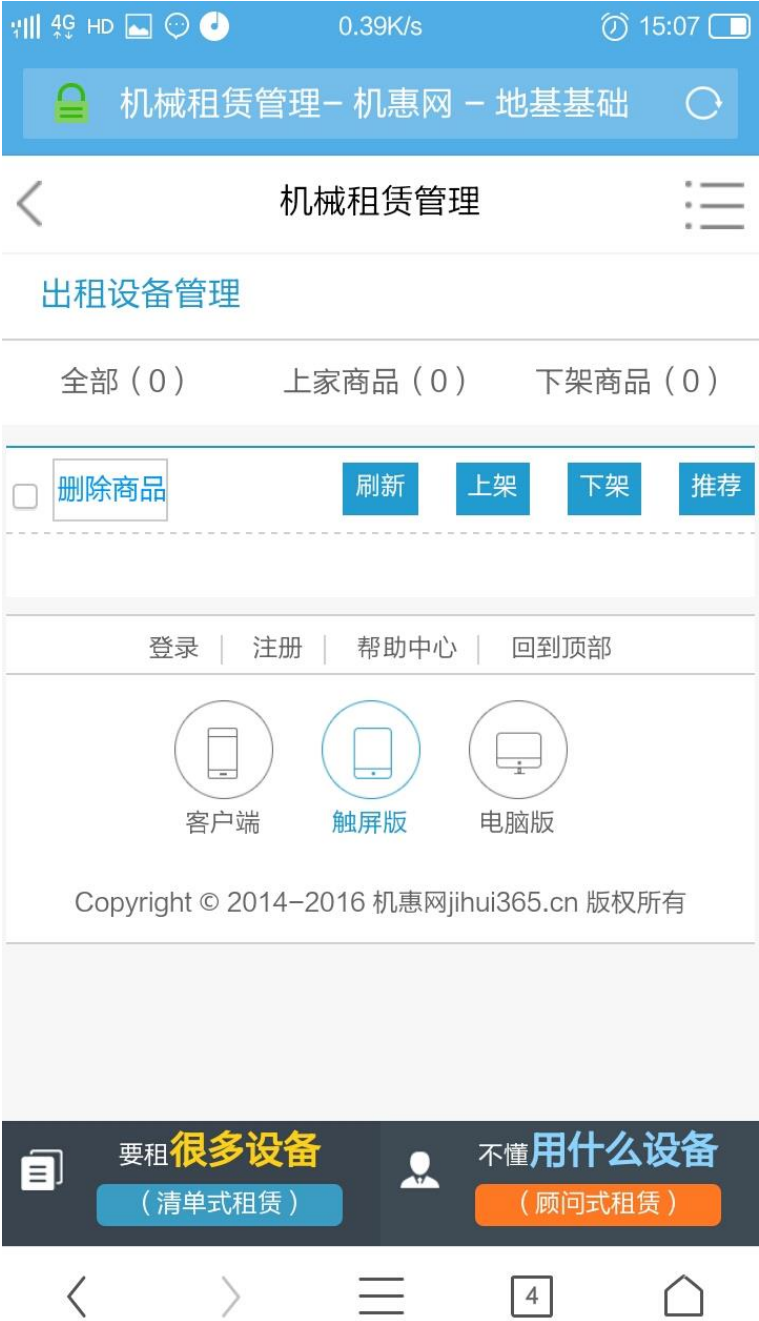 4G HD 0.39K/s 15:07
机械租赁管理– 机惠网 – 地基基础
机械租赁管理
出租设备管理
全部（0） 上家商品（0） 下架商品（0）
删除商品 刷新 上架 下架 推荐
登录 | 注册 | 帮助中心 | 回到顶部
客户端 触屏版 电脑版
Copyright © 2014–2016 机惠网jihui365.cn 版权所有
要租很多设备 不懂用什么设备
（清单式租赁） （顾问式租赁）
4